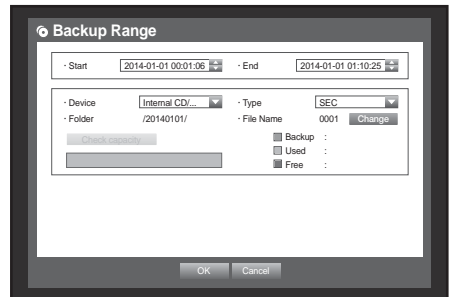 Backup Range
· Start 2014-01-01 00:01:06 · End 2014-01-01 01:10:25
· Device Internal CD/... · Type SEC
· Folder /20140101/ · File Name 0001 Change
Check capacity
Backup :
Used :
Free :
OK Cancel